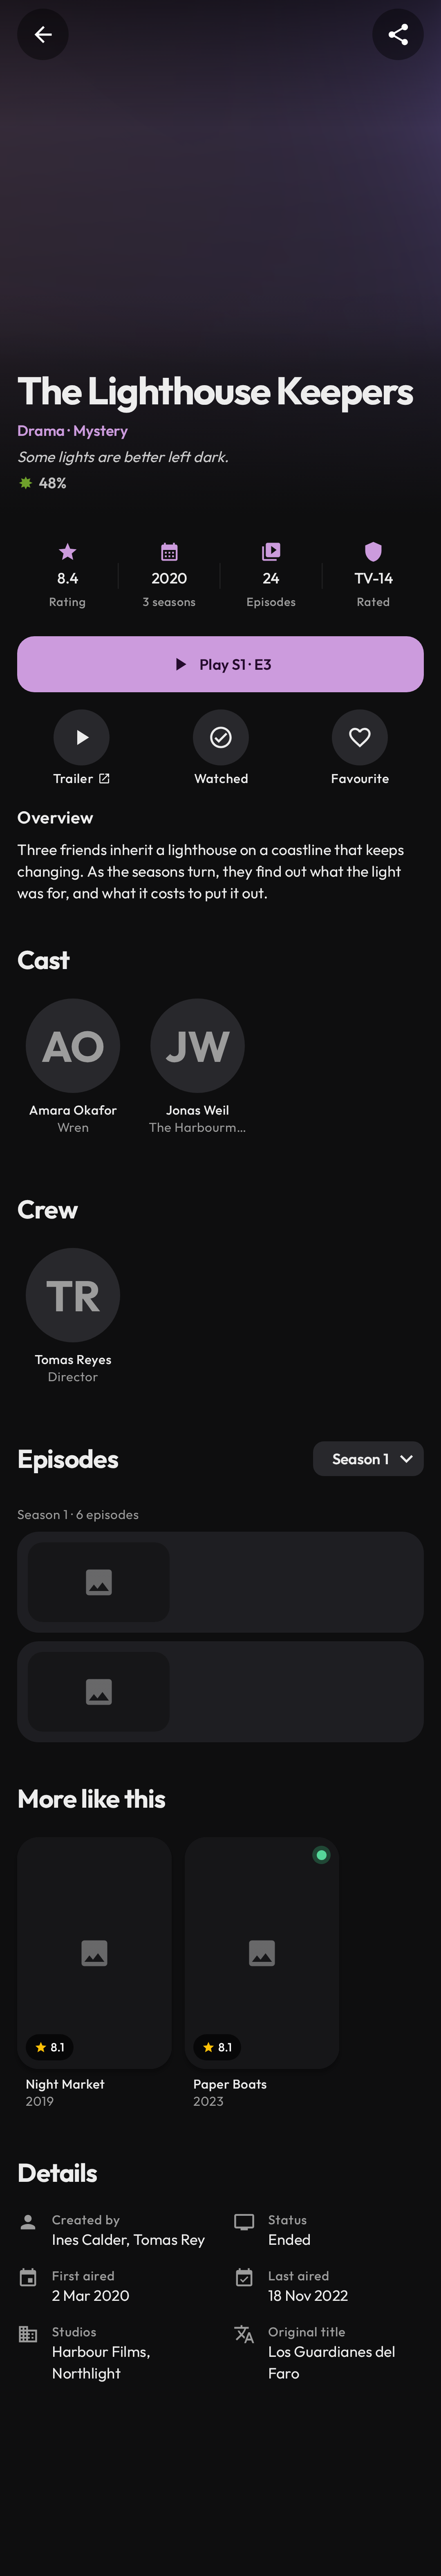 The Lighthouse Keepers
Drama · Mystery
Some lights are better left dark.
48%
8.4
2020
24
TV-14
Rating
3 seasons
Episodes
Rated
Play S1 · E3
Trailer
Watched
Favourite
Overview
Three friends inherit a lighthouse on a coastline that keeps
changing. As the seasons turn, they find out what the light
was for, and what it costs to put it out.
Cast
AO
JW
Amara Okafor
Jonas Weil
Wren
The Harbourm…
Crew
TR
Tomas Reyes
Director
Episodes
Season 1
Season 1 · 6 episodes
More like this
8.1
8.1
Night Market
Paper Boats
2019
2023
Details
Created by
Ines Calder, Tomas Rey
Status
Ended
First aired
2 Mar 2020
Last aired
18 Nov 2022
Studios
Harbour Films,
Northlight
Original title
Los Guardianes del
Faro